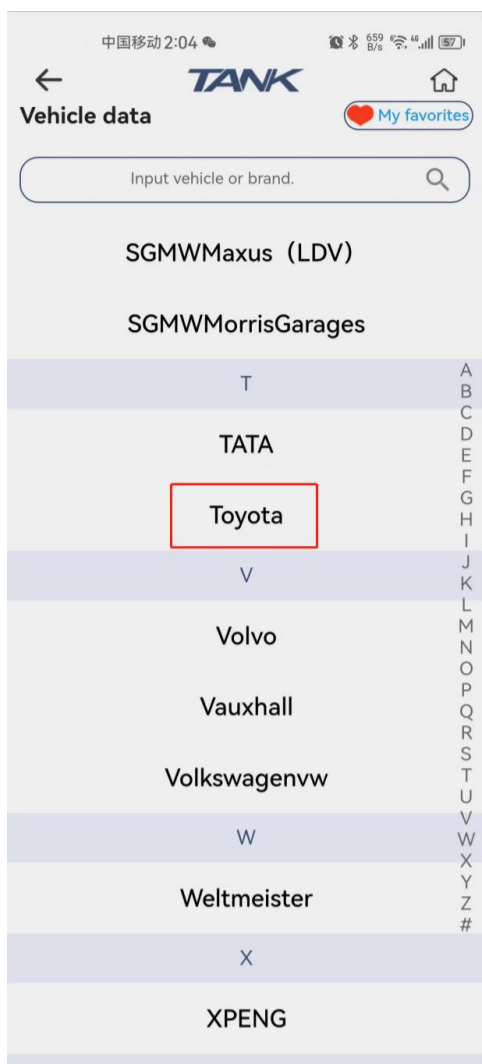 中国移动 2:04 659 B/s 6 46 57
TANK
Vehicle data My favorites
Input vehicle or brand.
SGMWMaxus（LDV）
SGMWMorrisGarages
T
TATA
Toyota
V
Volvo
Vauxhall
Volkswagenvw
W
Weltmeister
X
XPENG
A
B
C
D
E
F
G
H
I
J
K
L
M
N
O
P
Q
R
S
T
U
V
W
X
Y
Z
#